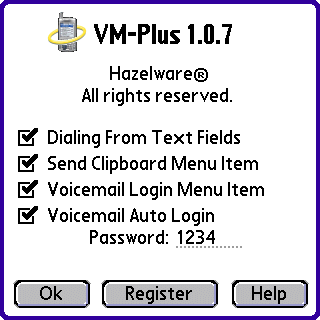 VM-Plus 1.0.7
Hazelware®
All rights reserved.
Dialing From Text Fields
Send Clipboard Menu Item
Voicemail Login Menu Item
Voicemail Auto Login
Password: 1234
Ok Register Help